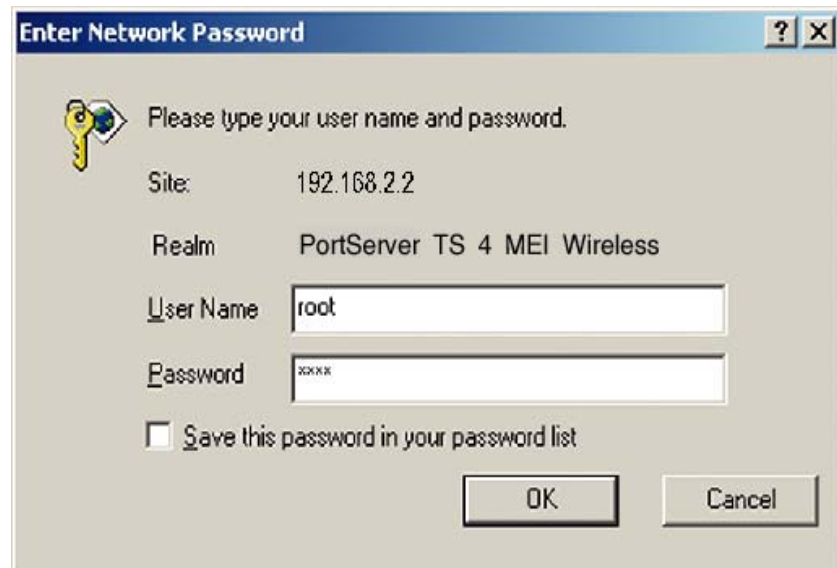 Enter Network Password
Please type your user name and password.
Site: 192.168.2.2
Realm PortServer TS 4 MEI Wireless
User Name root
Password xxxx
Save this password in your password list
OK Cancel